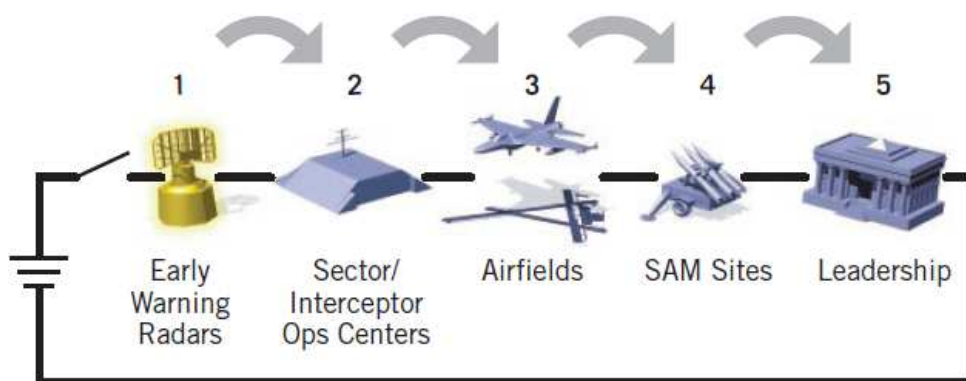 1
2
3
4
5
Early
Warning
Radars
Sector/
Interceptor
Ops Centers
Airfields
SAM Sites
Leadership